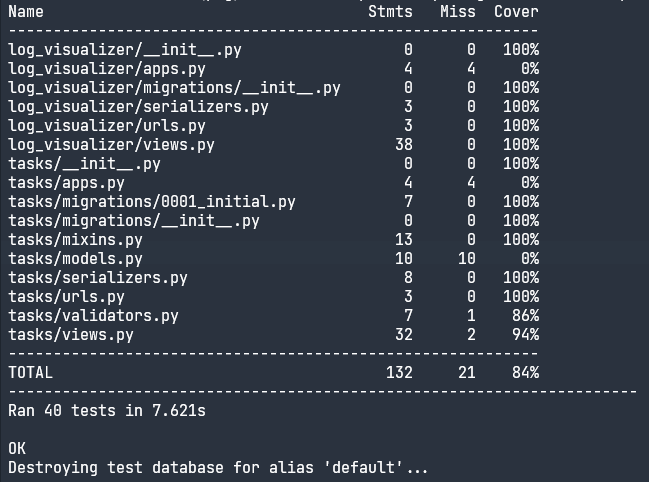 Name Stmts Miss Cover
-----------------------------------------------------------
log_visualizer/__init__.py 0 0 100%
log_visualizer/apps.py 4 4 0%
log_visualizer/migrations/__init__.py 0 0 100%
log_visualizer/serializers.py 3 0 100%
log_visualizer/urls.py 3 0 100%
log_visualizer/views.py 38 0 100%
tasks/__init__.py 0 0 100%
tasks/apps.py 4 4 0%
tasks/migrations/0001_initial.py 7 0 100%
tasks/migrations/__init__.py 0 0 100%
tasks/mixins.py 13 0 100%
tasks/models.py 10 10 0%
tasks/serializers.py 8 0 100%
tasks/urls.py 3 0 100%
tasks/validators.py 7 1 86%
tasks/views.py 32 2 94%
-----------------------------------------------------------
TOTAL 132 21 84%
----------------------------------------------------------------------
Ran 40 tests in 7.621s
OK
Destroying test database for alias 'default'...